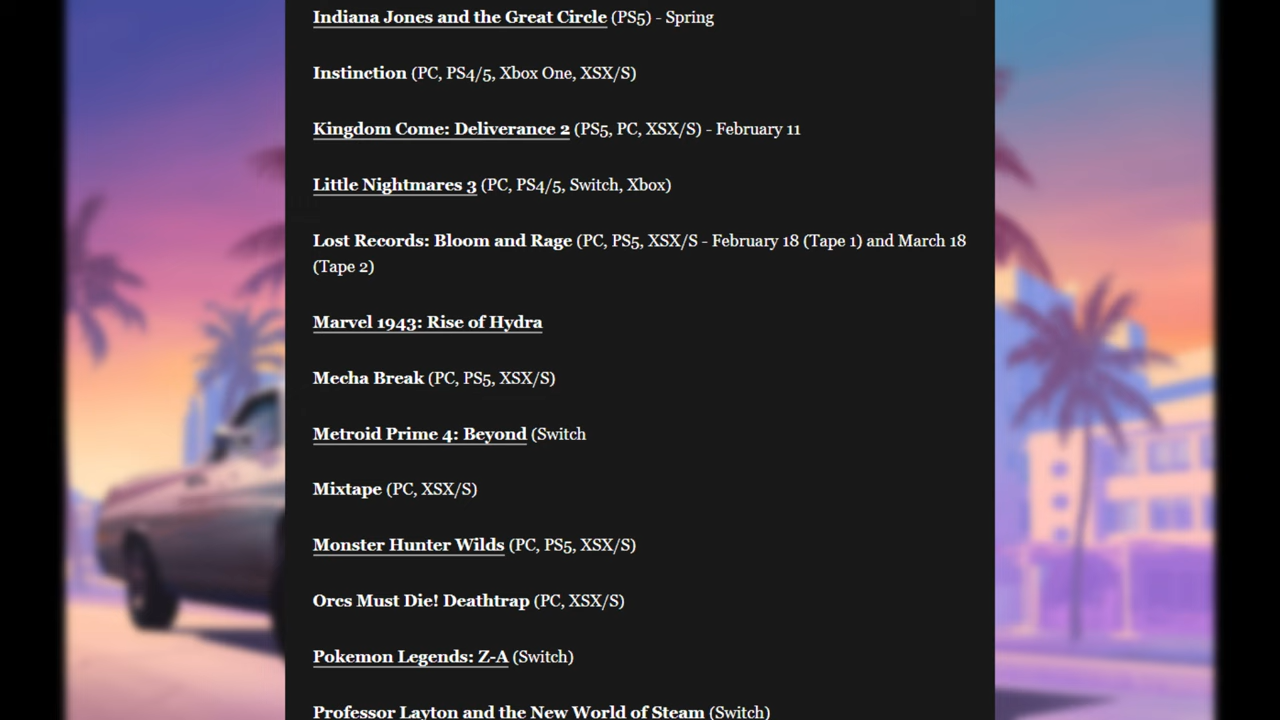 Indiana Jones and the Great Circle (PS5) - Spring
Instinction (PC, PS4/5, Xbox One, XSX/S)
Kingdom Come: Deliverance 2 (PS5, PC, XSX/S) - February 11
Little Nightmares 3 (PC, PS4/5, Switch, Xbox)
Lost Records: Bloom and Rage (PC, PS5, XSX/S - February 18 (Tape 1) and March 18
(Tape 2)
Marvel 1943: Rise of Hydra
Mecha Break (PC, PS5, XSX/S)
Metroid Prime 4: Beyond (Switch
Mixtape (PC, XSX/S)
Monster Hunter Wilds (PC, PS5, XSX/S)
Orcs Must Die! Deathtrap (PC, XSX/S)
Pokemon Legends: Z-A (Switch)
Professor Layton and the New World of Steam (Switch)